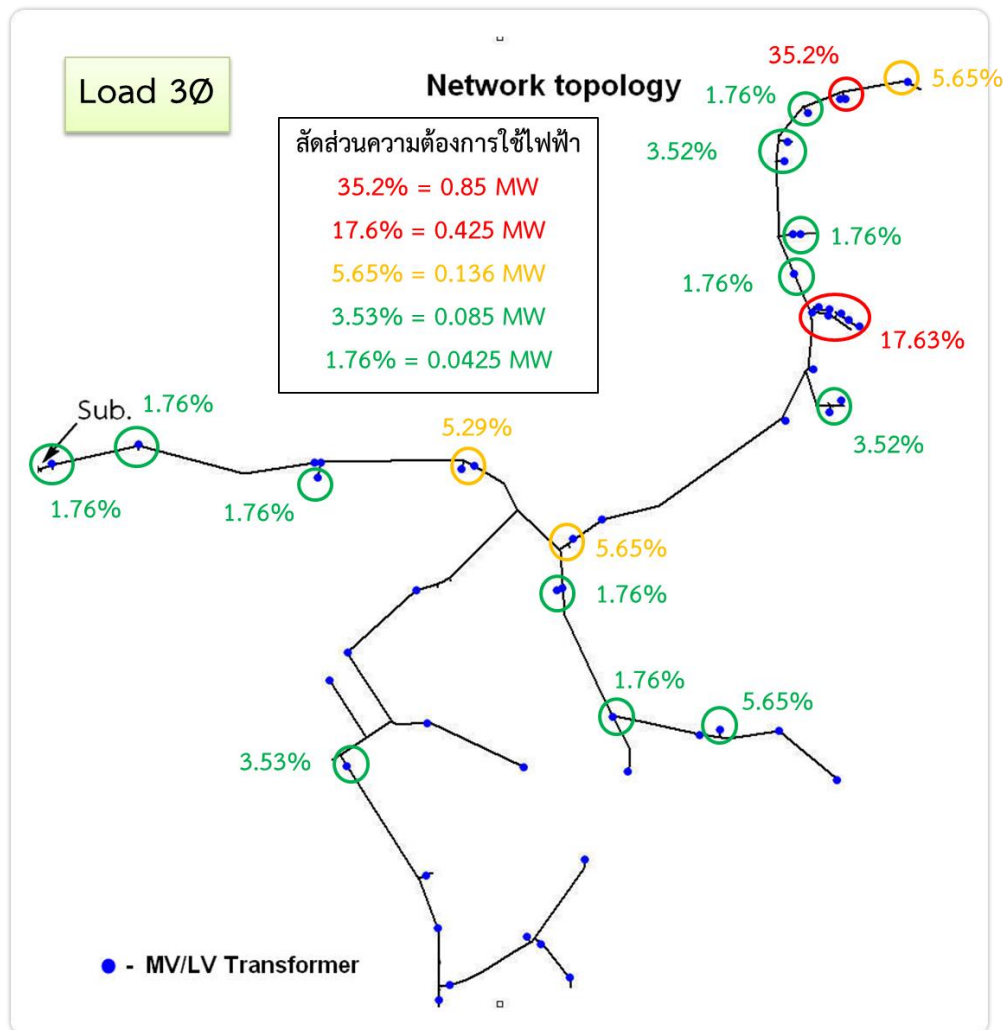 Load 3Ø
Network topology
สัดส่วนความต้องการใช้ไฟฟ้า
35.2% = 0.85 MW
17.6% = 0.425 MW
5.65% = 0.136 MW
3.53% = 0.085 MW
1.76% = 0.0425 MW
35.2%
5.65%
1.76%
3.52%
1.76%
1.76%
17.63%
3.52%
Sub.
1.76%
5.29%
1.76%
1.76%
5.65%
1.76%
1.76%
5.65%
3.53%
- MV/LV Transformer